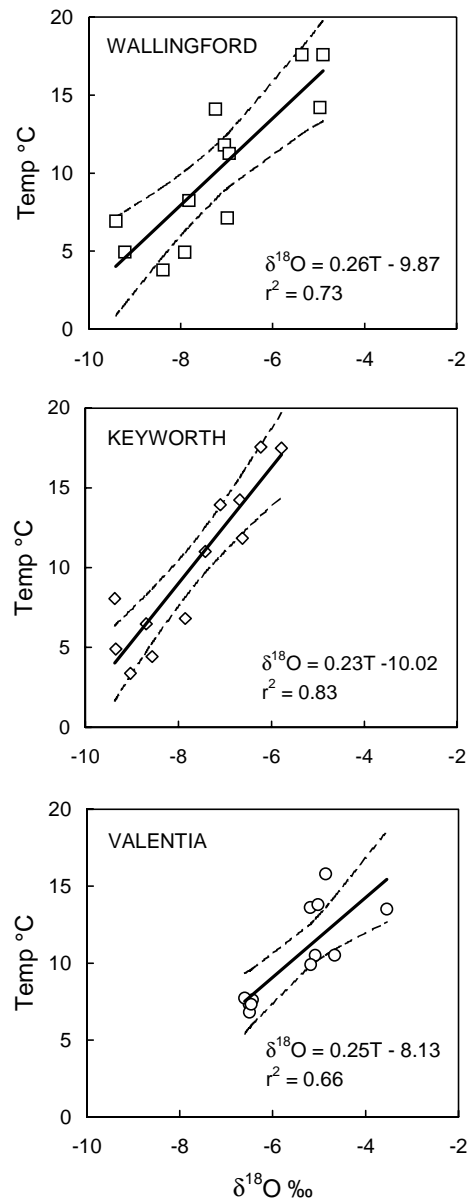 20
WALLINGFORD
15
10
Temp °C
5
δ¹⁸O = 0.26T - 9.87
r² = 0.73
0
-10 -8 -6 -4 -2
20
KEYWORTH
15
10
Temp °C
5
δ¹⁸O = 0.23T -10.02
r² = 0.83
0
-10 -8 -6 -4 -2
20
VALENTIA
15
10
Temp °C
5
δ¹⁸O = 0.25T - 8.13
r² = 0.66
0
-10 -8 -6 -4 -2
δ¹⁸O ‰